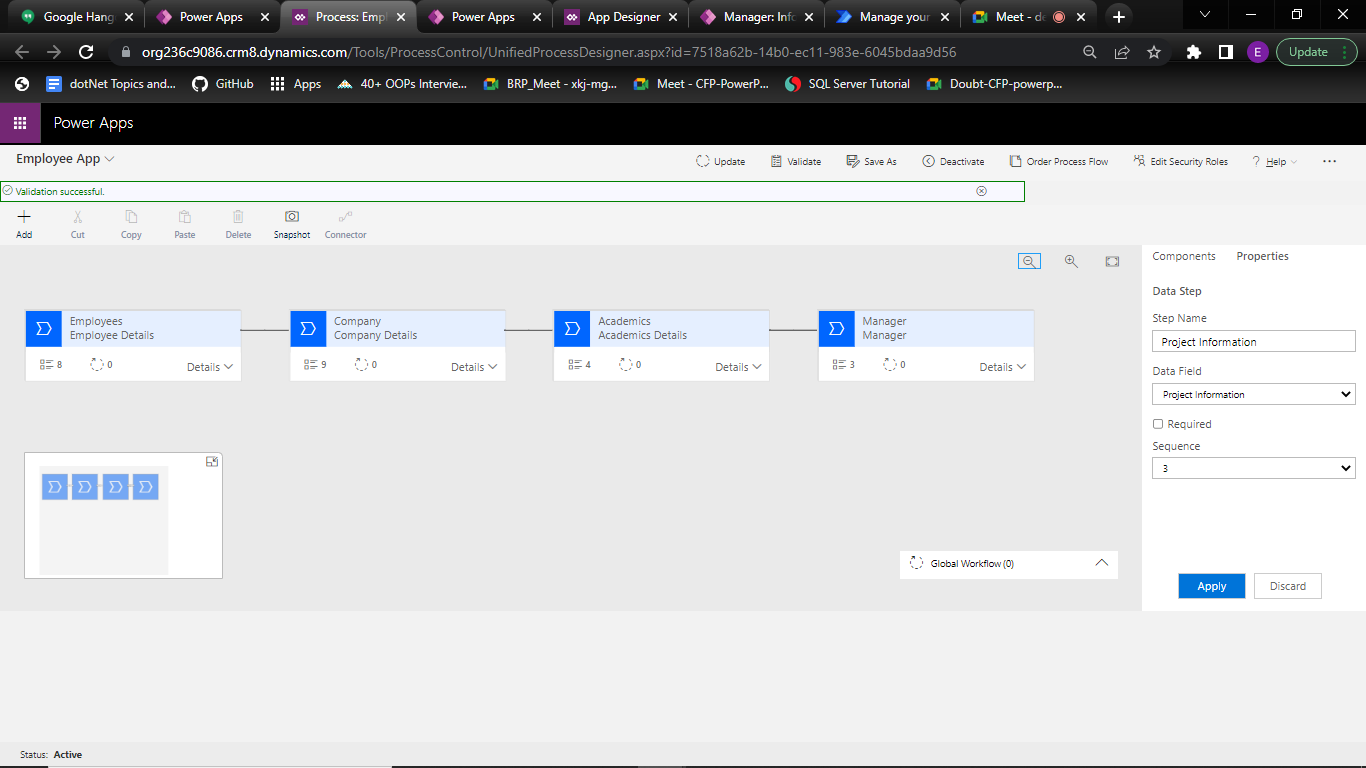 Google Hang
Power Apps
Process: Empl
Power Apps
App Designer
Manager: Info
Manage your
Meet - de
org236c9086.crm8.dynamics.com/Tools/ProcessControl/UnifiedProcessDesigner.aspx?id=7518a62b-14b0-ec11-983e-6045bdaa9d56
E
Update
dotNet Topics and...
GitHub
Apps
40+ OOPs Intervie...
BRP_Meet - xkj-mg...
Meet - CFP-PowerP...
SQL Server Tutorial
Doubt-CFP-powerp...
Power Apps
Employee App
Update
Validate
Save As
Deactivate
Order Process Flow
Edit Security Roles
? Help
Validation successful.
Add
Cut
Copy
Paste
Delete
Snapshot
Connector
Employees
Employee Details
8
0
Details
Company
Company Details
9
0
Details
Academics
Academics Details
4
0
Details
Manager
Manager
3
0
Details
Global Workflow (0)
Components
Properties
Data Step
Step Name
Project Information
Data Field
Project Information
Required
Sequence
3
Apply
Discard
Status: Active